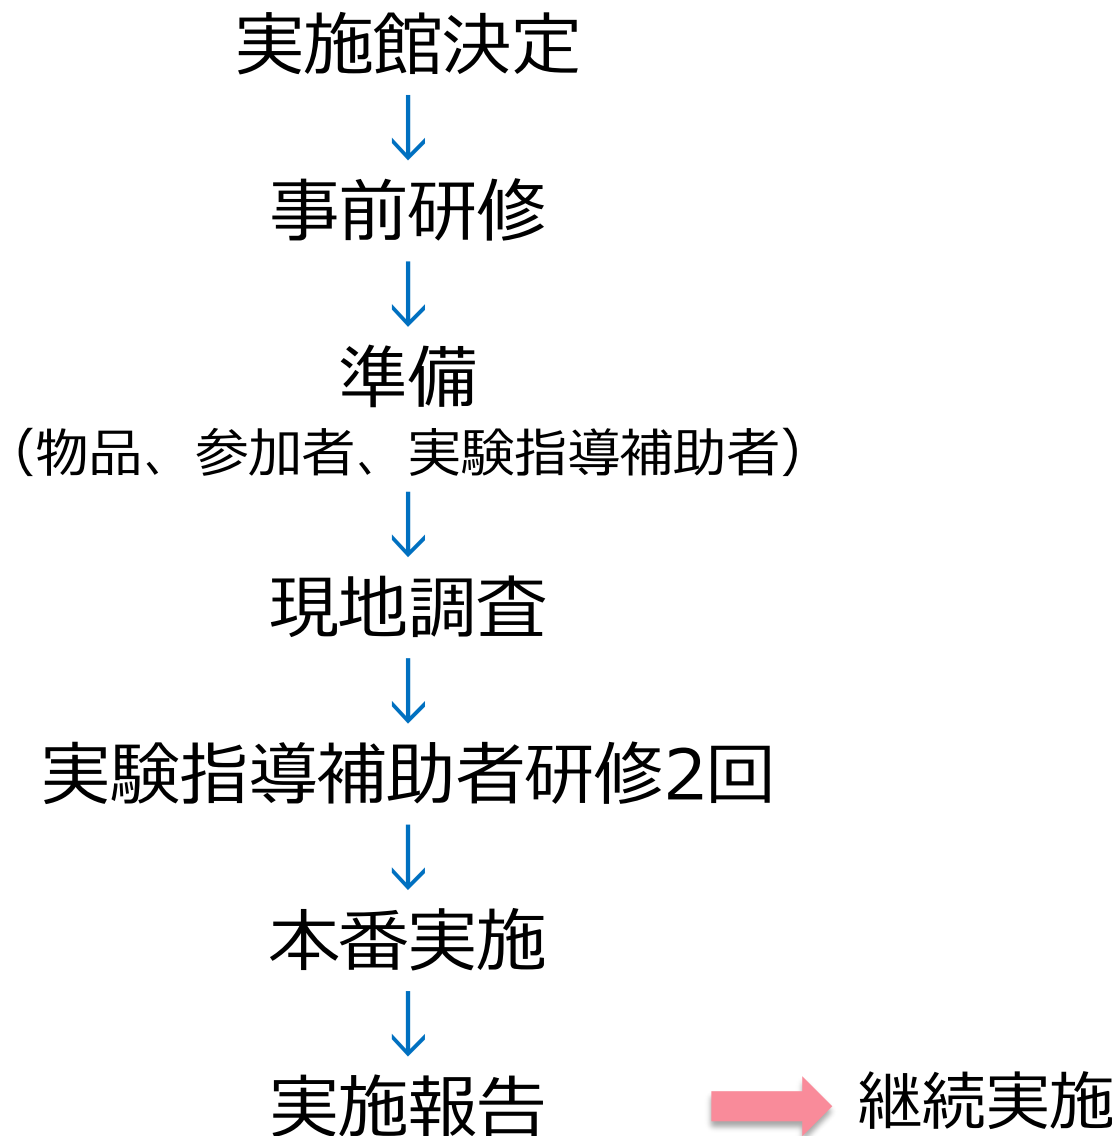 実施館決定
↓
事前研修
↓
準備
（物品、参加者、実験指導補助者）
↓
現地調査
↓
実験指導補助者研修2回
↓
本番実施
↓
実施報告
継続実施